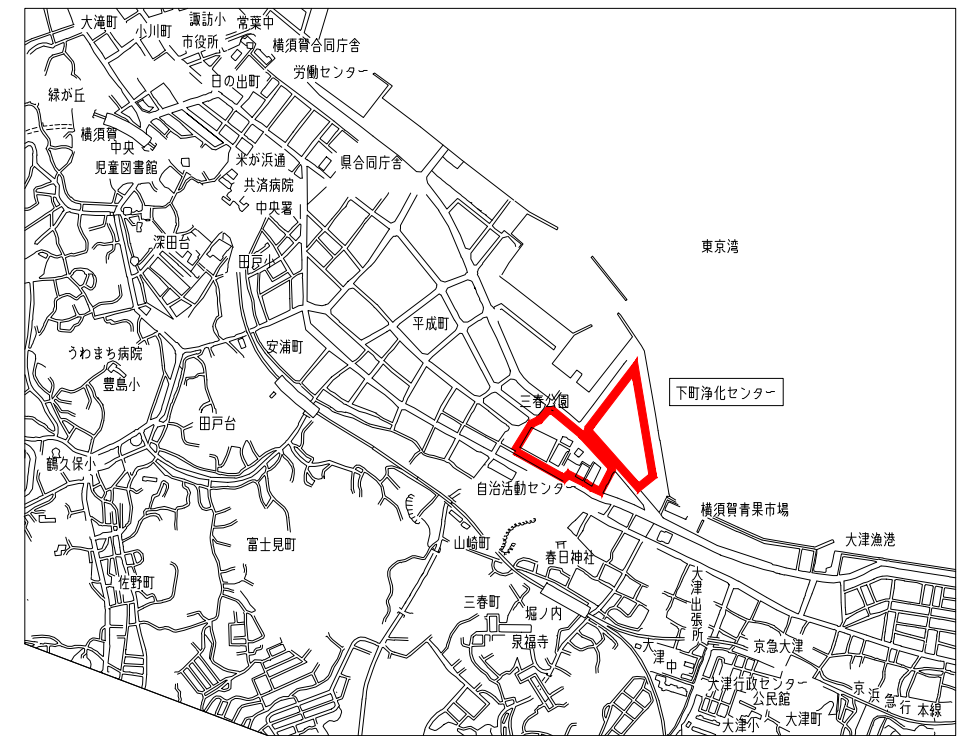 大滝町
小川町
諏訪小
常葉中
市役所
横須賀合同庁舎
労働センター
日の出町
緑が丘
横須賀
中央
児童図書館
米が浜通
県合同庁舎
共済病院
中央署
深田台
田戸小
東京湾
平成町
安浦町
うわまち病院
豊島小
下町浄化センター
三春公園
田戸台
鶴久保小
自治活動センター
横須賀青果市場
大津漁港
富士見町
山崎町
春日神社
佐野町
大津出張所
三春町
堀ノ内
泉福寺
大津中
京急大津
大津行政センター
公民館
京浜急行本線
大津町
大津小